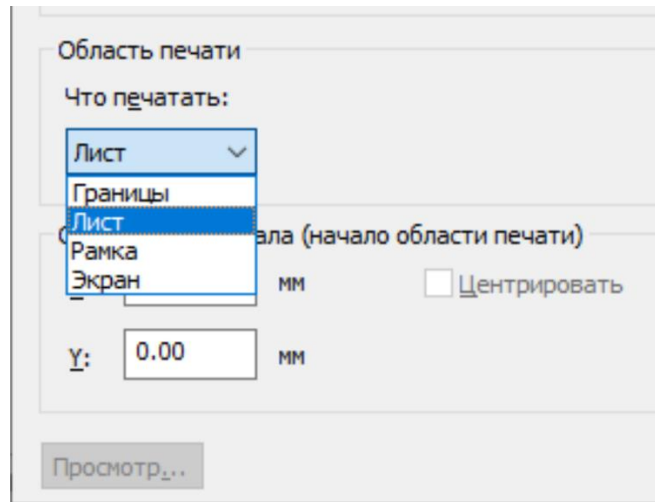 Область печати
Что печатать:
Лист
Границы
Лист
Рамка
Экран
ала (начало области печати)
мм
Центрировать
Y: 0.00 мм
Просмотр...